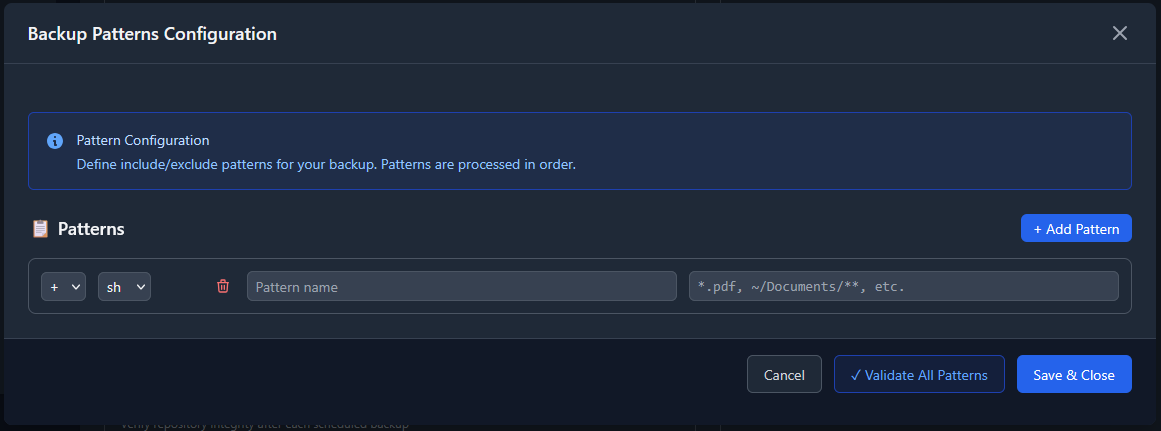 Backup Patterns Configuration
Pattern Configuration
Define include/exclude patterns for your backup. Patterns are processed in order.
Patterns
+ Add Pattern
+ sh Pattern name *.pdf, ~/Documents/**, etc.
Cancel ✓ Validate All Patterns Save & Close
verify repository integrity after each scheduled backup